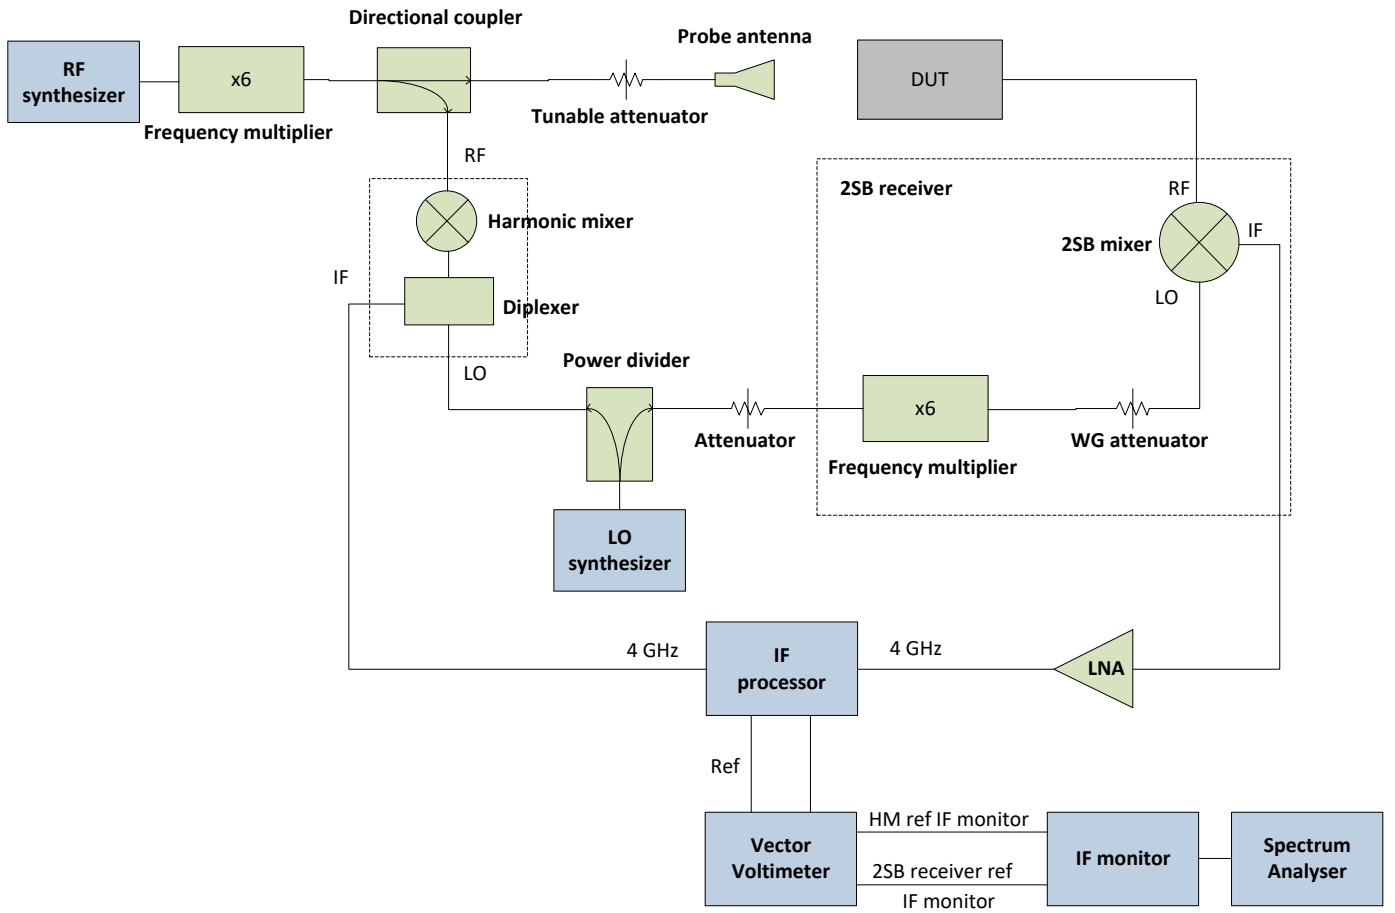 Directional coupler
Probe antenna
RF
synthesizer
x6
DUT
Tunable attenuator
Frequency multiplier
RF
2SB receiver
RF
Harmonic mixer
2SB mixer
IF
IF
LO
Diplexer
Power divider
LO
x6
Attenuator
WG attenuator
Frequency multiplier
LO
synthesizer
4 GHz
IF
processor
4 GHz
LNA
Ref
HM ref IF monitor
Vector
Voltimeter
IF monitor
Spectrum
Analyser
2SB receiver ref
IF monitor